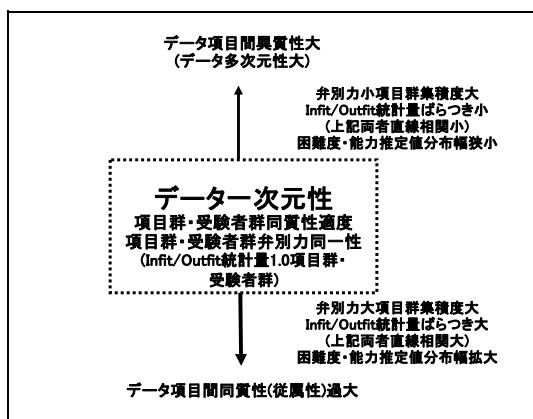 データ項目間異質性大
(データ多次元性大)
弁別力小項目群集積度大
Infit/Outfit統計量ばらつき小
(上記両者直線相関小)
困難度・能力推定値分布幅狭小
データ一次元性
項目群・受験者群同質性適度
項目群・受験者群弁別力同一性
(Infit/Outfit統計量1.0項目群・
受験者群)
弁別力大項目群集積度大
Infit/Outfit統計量ばらつき大
(上記両者直線相関大)
困難度・能力推定値分布幅拡大
データ項目間同質性(従属性)過大